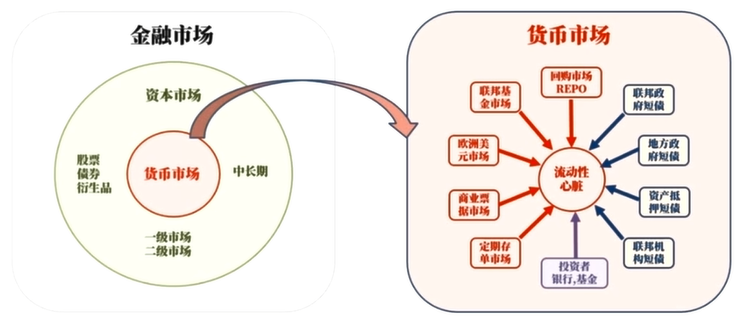 金融市场
资本市场
股票
债券
衍生品
货币市场
中长期
一级市场
二级市场
货币市场
回购市场
REPO
联邦基
金市场
联邦政
府短债
欧洲美
元市场
地方政
府短债
流动性
心脏
商业票
据市场
资产抵
押短债
定期存
单市场
联邦机
构短债
投资者
银行,基金